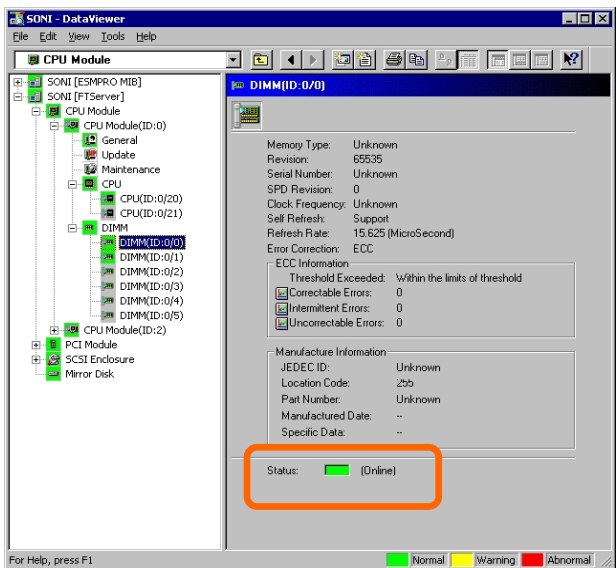 SONI - DataViewer
File Edit View Tools Help
CPU Module
SONI [ESMPRO MIB]
SONI [FTServer]
CPU Module
CPU Module(ID:0)
General
Update
Maintenance
CPU
CPU(ID:0/20)
CPU(ID:0/21)
DIMM
DIMM(ID:0/0)
DIMM(ID:0/1)
DIMM(ID:0/2)
DIMM(ID:0/3)
DIMM(ID:0/4)
DIMM(ID:0/5)
CPU Module(ID:2)
PCI Module
SCSI Enclosure
Mirror Disk
DIMM(ID:0/0)
Memory Type: Unknown
Revision: 65535
Serial Number: Unknown
SPD Revision: 0
Clock Frequency: Unknown
Self Refresh: Support
Refresh Rate: 15.625 (MicroSecond)
Error Correction: ECC
ECC Information
Threshold Exceeded: Within the limits of threshold
Correctable Errors: 0
Intermittent Errors: 0
Uncorrectable Errors: 0
Manufacture Information
JEDEC ID: Unknown
Location Code: 255
Part Number: Unknown
Manufactured Date: --
Specific Data: --
Status: (Online)
For Help, press F1 Normal Warning Abnormal